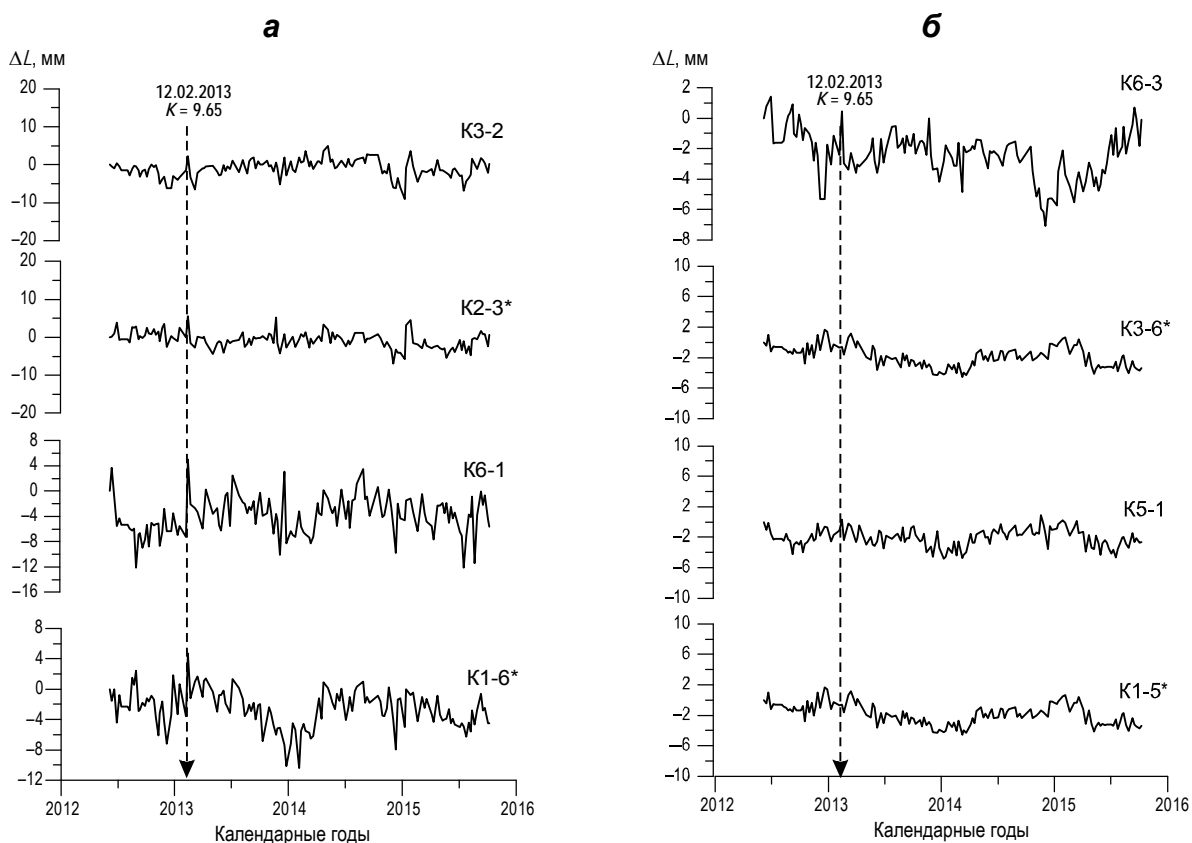 а
ΔL, мм
12.02.2013
K = 9.65
20
10
0
–10
–20
К3-2
20
10
0
–10
–20
К2-3*
8
4
0
–4
–8
–12
–16
К6-1
8
4
0
–4
–8
–12
К1-6*
2012 2013 2014 2015 2016
Календарные годы
б
ΔL, мм
12.02.2013
K = 9.65
2
0
–2
–4
–6
–8
К6-3
10
6
2
–2
–6
–10
К3-6*
10
6
2
–2
–6
–10
К5-1
10
6
2
–2
–6
–10
К1-5*
2012 2013 2014 2015 2016
Календарные годы